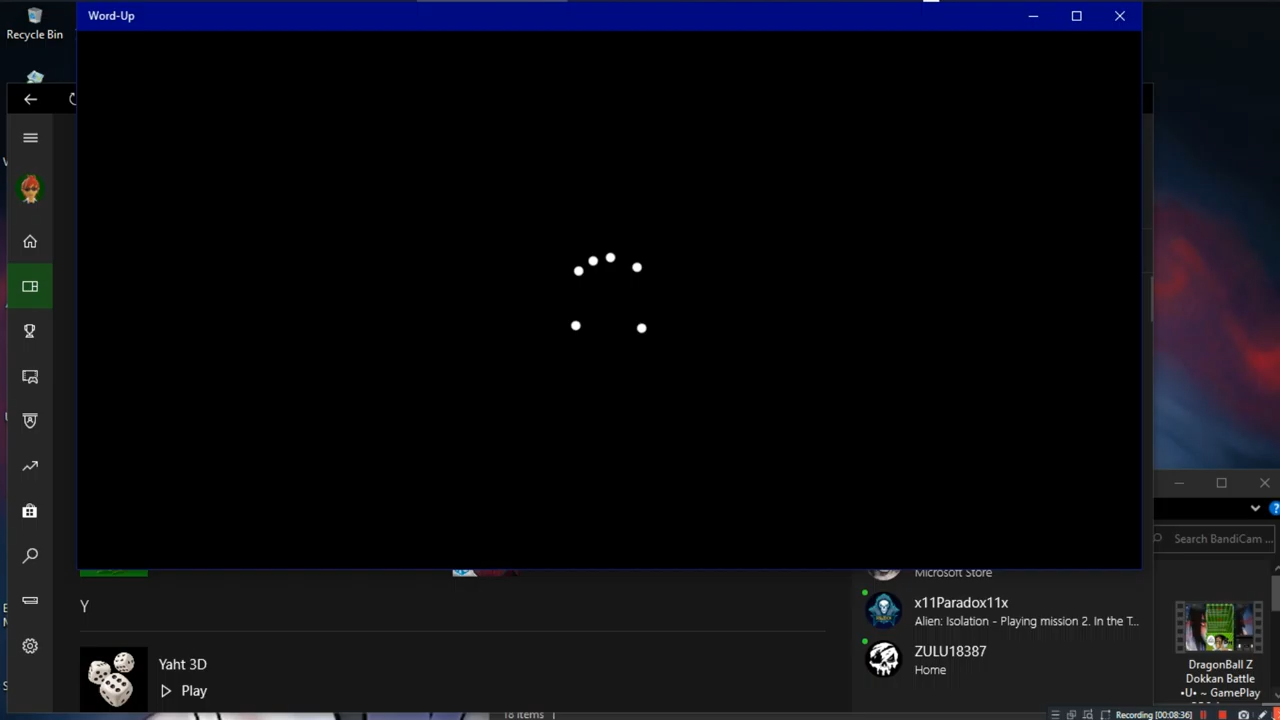 Word-Up
Recycle Bin
Search BandiCam ...
Microsoft Store
x11Paradox11x
Alien: Isolation - Playing mission 2. In the T...
ZULU18387
Home
Y
Yaht 3D
Play
DragonBall Z
Dokkan Battle
•U• ~ GamePlay
18 items
Recording [00:08:36]